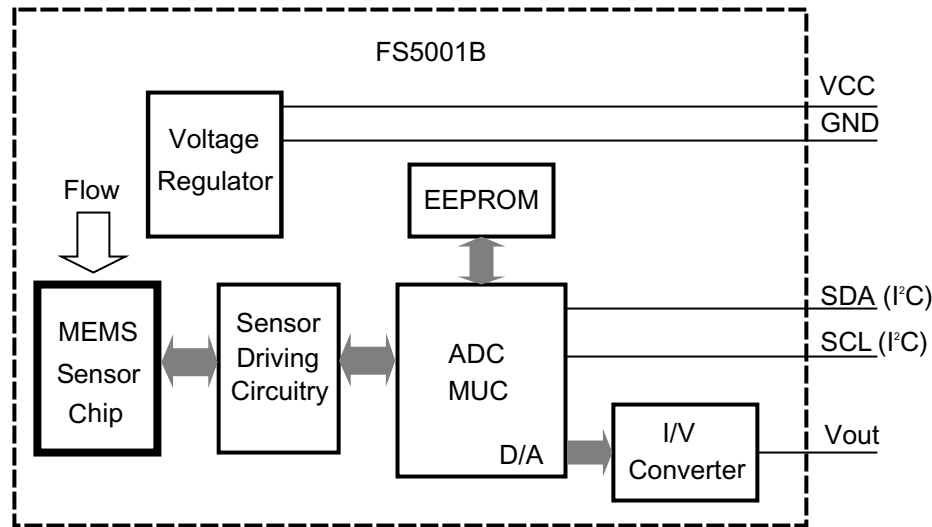 FS5001B
VCC
GND
Voltage
Regulator
Flow
EEPROM
MEMS
Sensor
Chip
Sensor
Driving
Circuitry
ADC
MUC
D/A
SDA (I²C)
SCL (I²C)
I/V
Converter
Vout